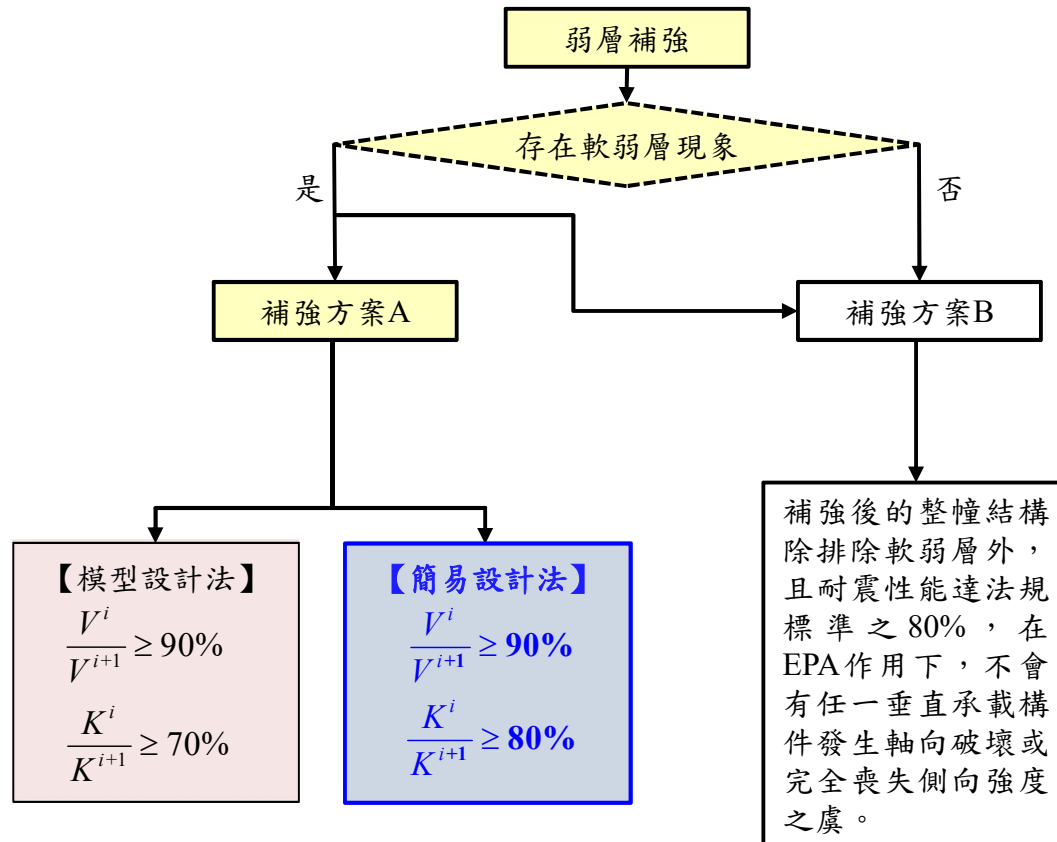 弱層補強
存在軟弱層現象
是
否
補強方案A
補強方案B
【模型設計法】
V^i / V^{i+1} ≥ 90%
K^i / K^{i+1} ≥ 70%
【簡易設計法】
V^i / V^{i+1} ≥ 90%
K^i / K^{i+1} ≥ 80%
補強後的整幢結構
除排除軟弱層外，
且耐震性能達法規
標準之80%，在
EPA作用下，不會
有任一垂直承載構
件發生軸向破壞或
完全喪失側向強度
之虞。